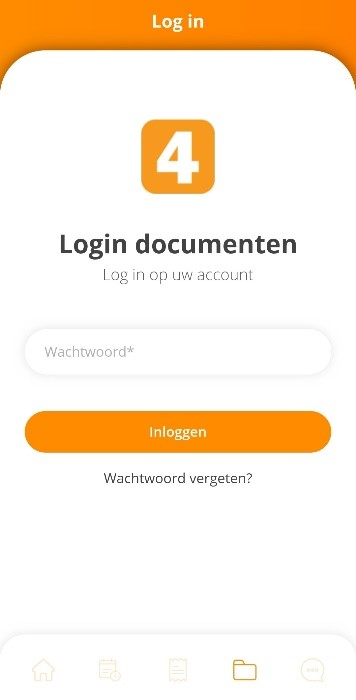 Log in
4
Login documenten
Log in op uw account
Wachtwoord*
Inloggen
Wachtwoord vergeten?